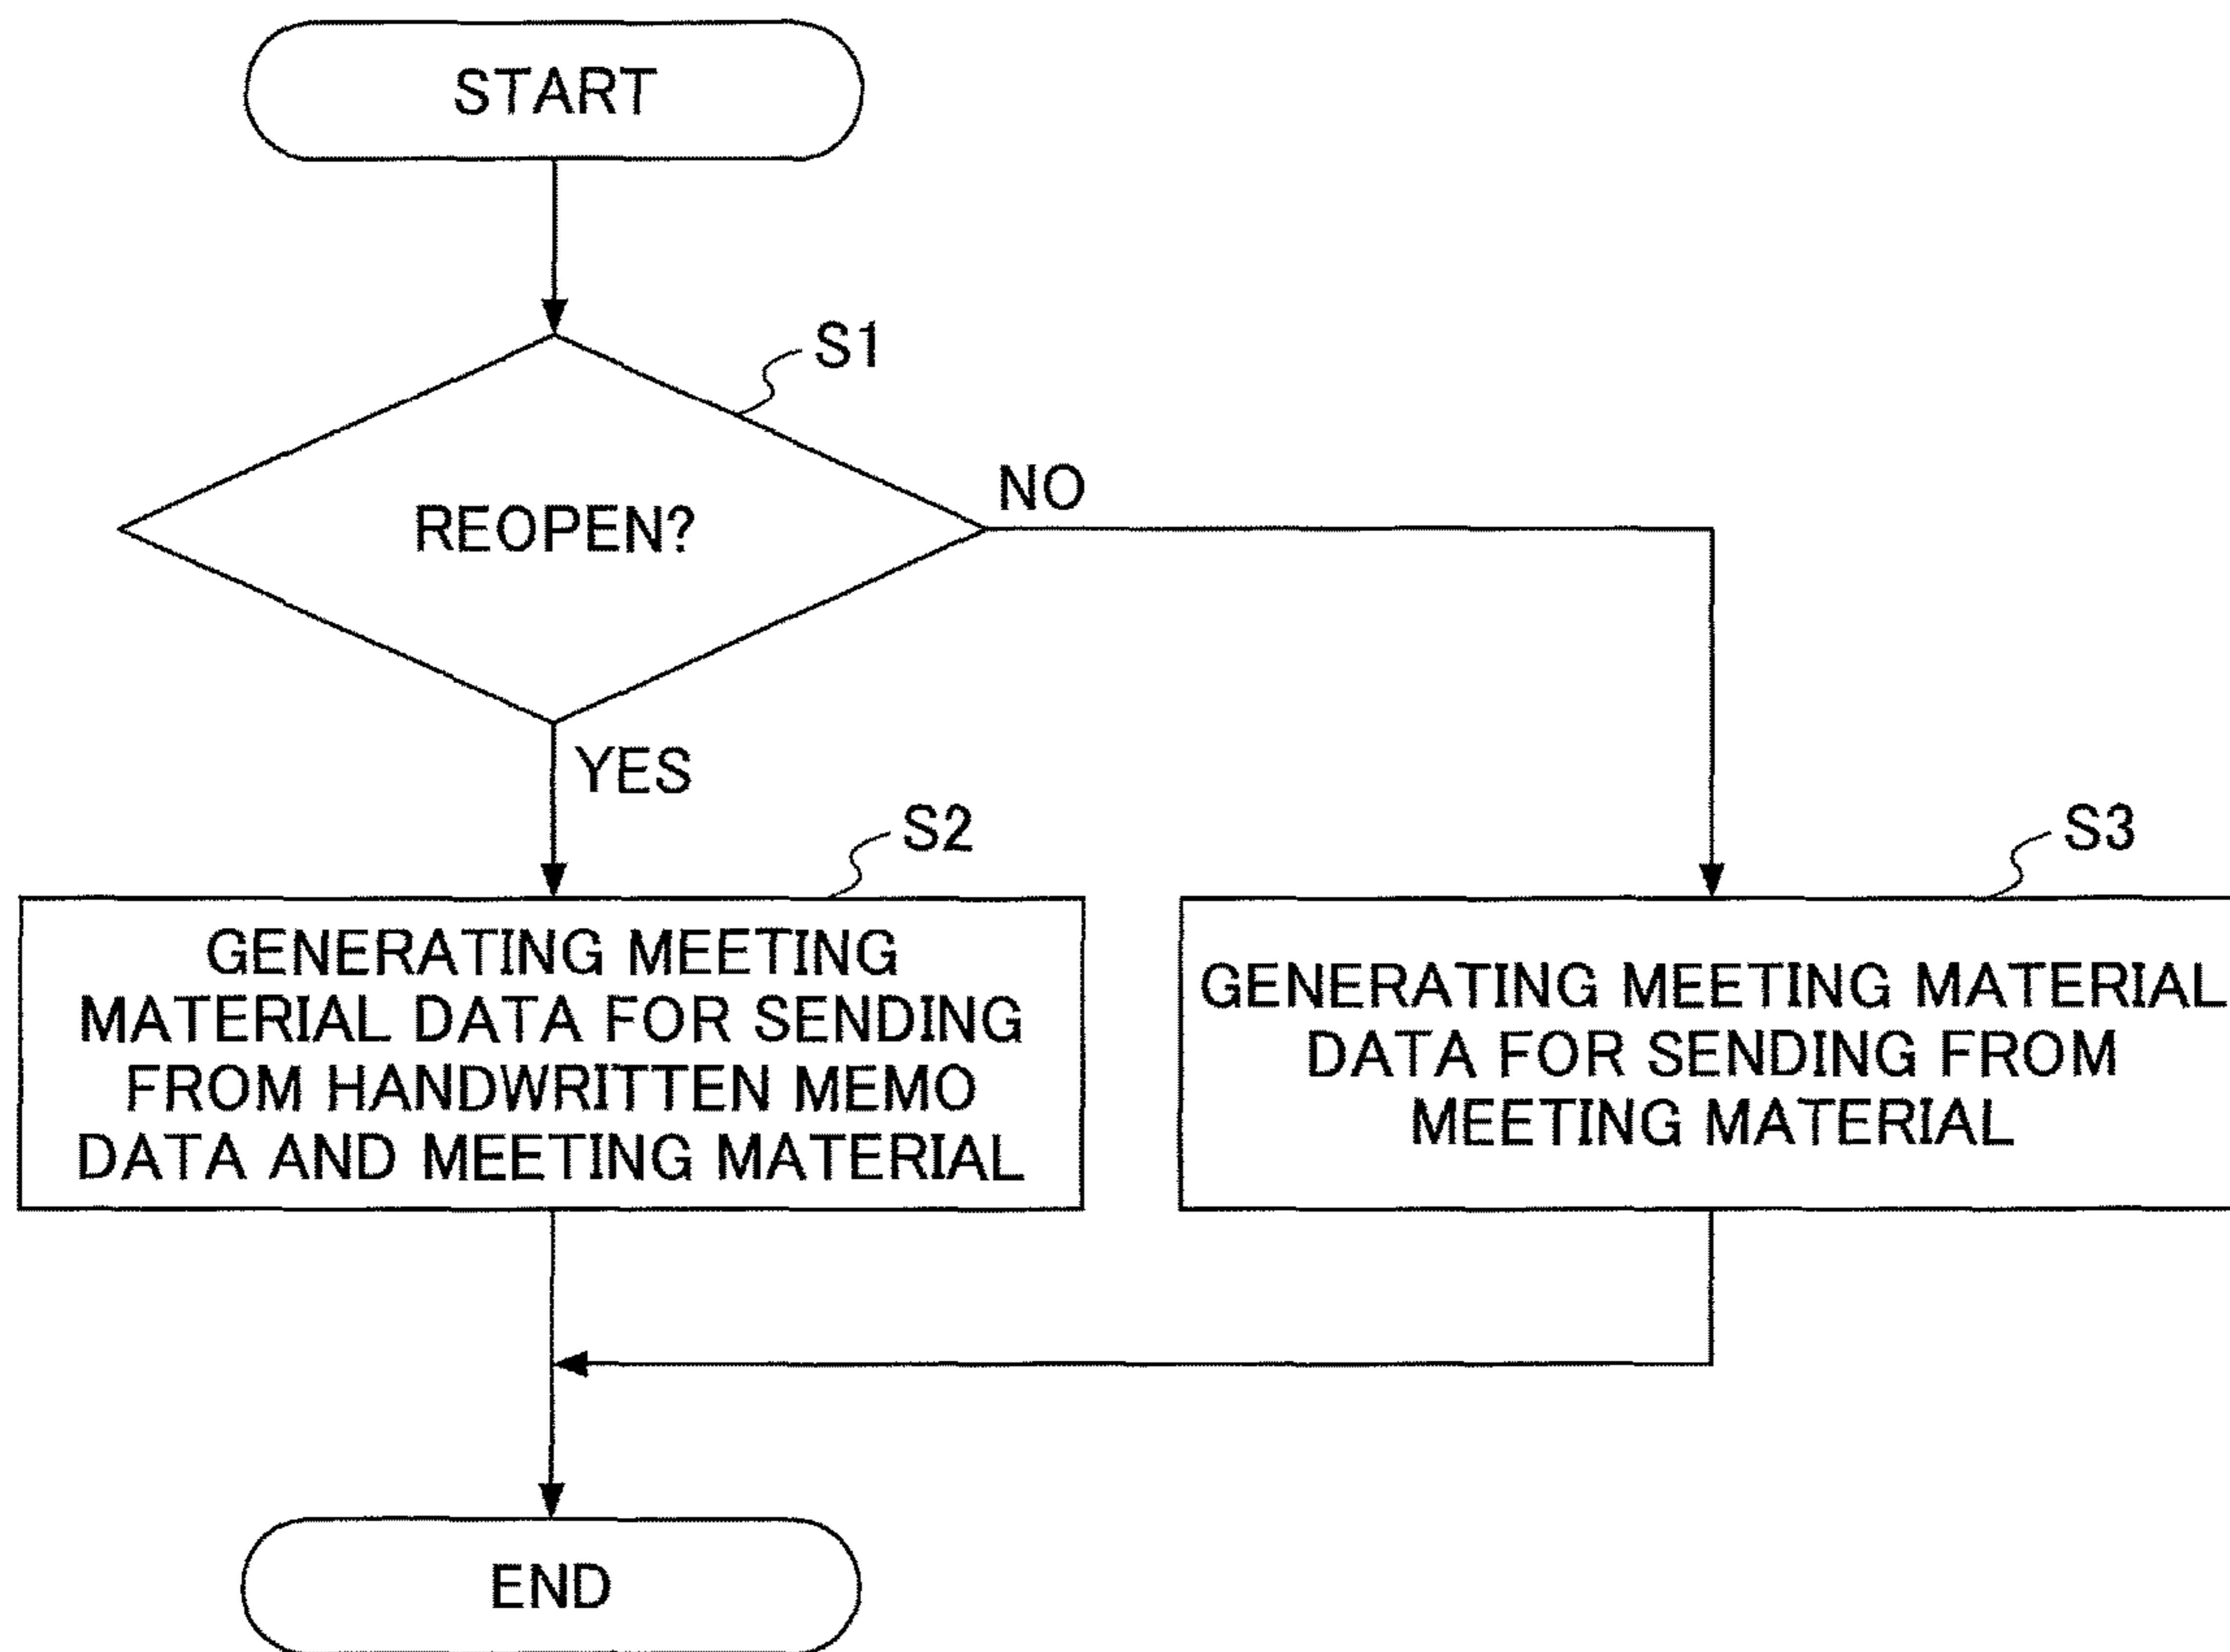 START
S1
REOPEN?
NO
YES
S2
GENERATING MEETING
MATERIAL DATA FOR SENDING
FROM HANDWRITTEN MEMO
DATA AND MEETING MATERIAL
S3
GENERATING MEETING MATERIAL
DATA FOR SENDING FROM
MEETING MATERIAL
END